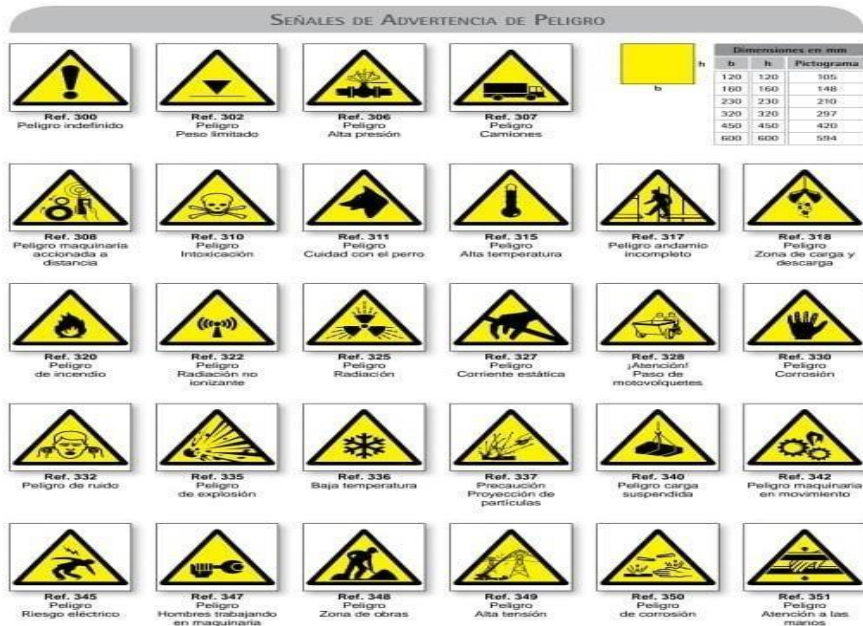 SEÑALES DE ADVERTENCIA DE PELIGRO
Ref. 300
Peligro indefinido
Ref. 302
Peligro
Peso limitado
Ref. 306
Peligro
Alta presión
Ref. 307
Peligro
Camiones
h
b
Dimensiones en mm
b h Pictograma
120 120 105
160 160 148
230 230 210
320 320 297
450 450 420
600 600 594
Ref. 308
Peligro maquinaria
accionada a
distancia
Ref. 310
Peligro
Intoxicación
Ref. 311
Peligro
Cuidad con el perro
Ref. 315
Peligro
Alta temperatura
Ref. 317
Peligro andamio
incompleto
Ref. 318
Peligro
Zona de carga y
descarga
Ref. 320
Peligro
de incendio
Ref. 322
Peligro
Radiación no
ionizante
Ref. 325
Peligro
Radiación
Ref. 327
Peligro
Corriente estática
Ref. 328
¡Atención!
Paso de
motovolquetes
Ref. 330
Peligro
Corrosión
Ref. 332
Peligro de ruido
Ref. 335
Peligro
de explosión
Ref. 336
Baja temperatura
Ref. 337
Precaución
Proyección de
partículas
Ref. 340
Peligro carga
suspendida
Ref. 342
Peligro maquinaria
en movimiento
Ref. 345
Peligro
Riesgo eléctrico
Ref. 347
Peligro
Hombres trabajando
en maquinaria
Ref. 348
Peligro
Zona de obras
Ref. 349
Peligro
Alta tensión
Ref. 350
Peligro
de corrosión
Ref. 351
Peligro
Atención a las
manos